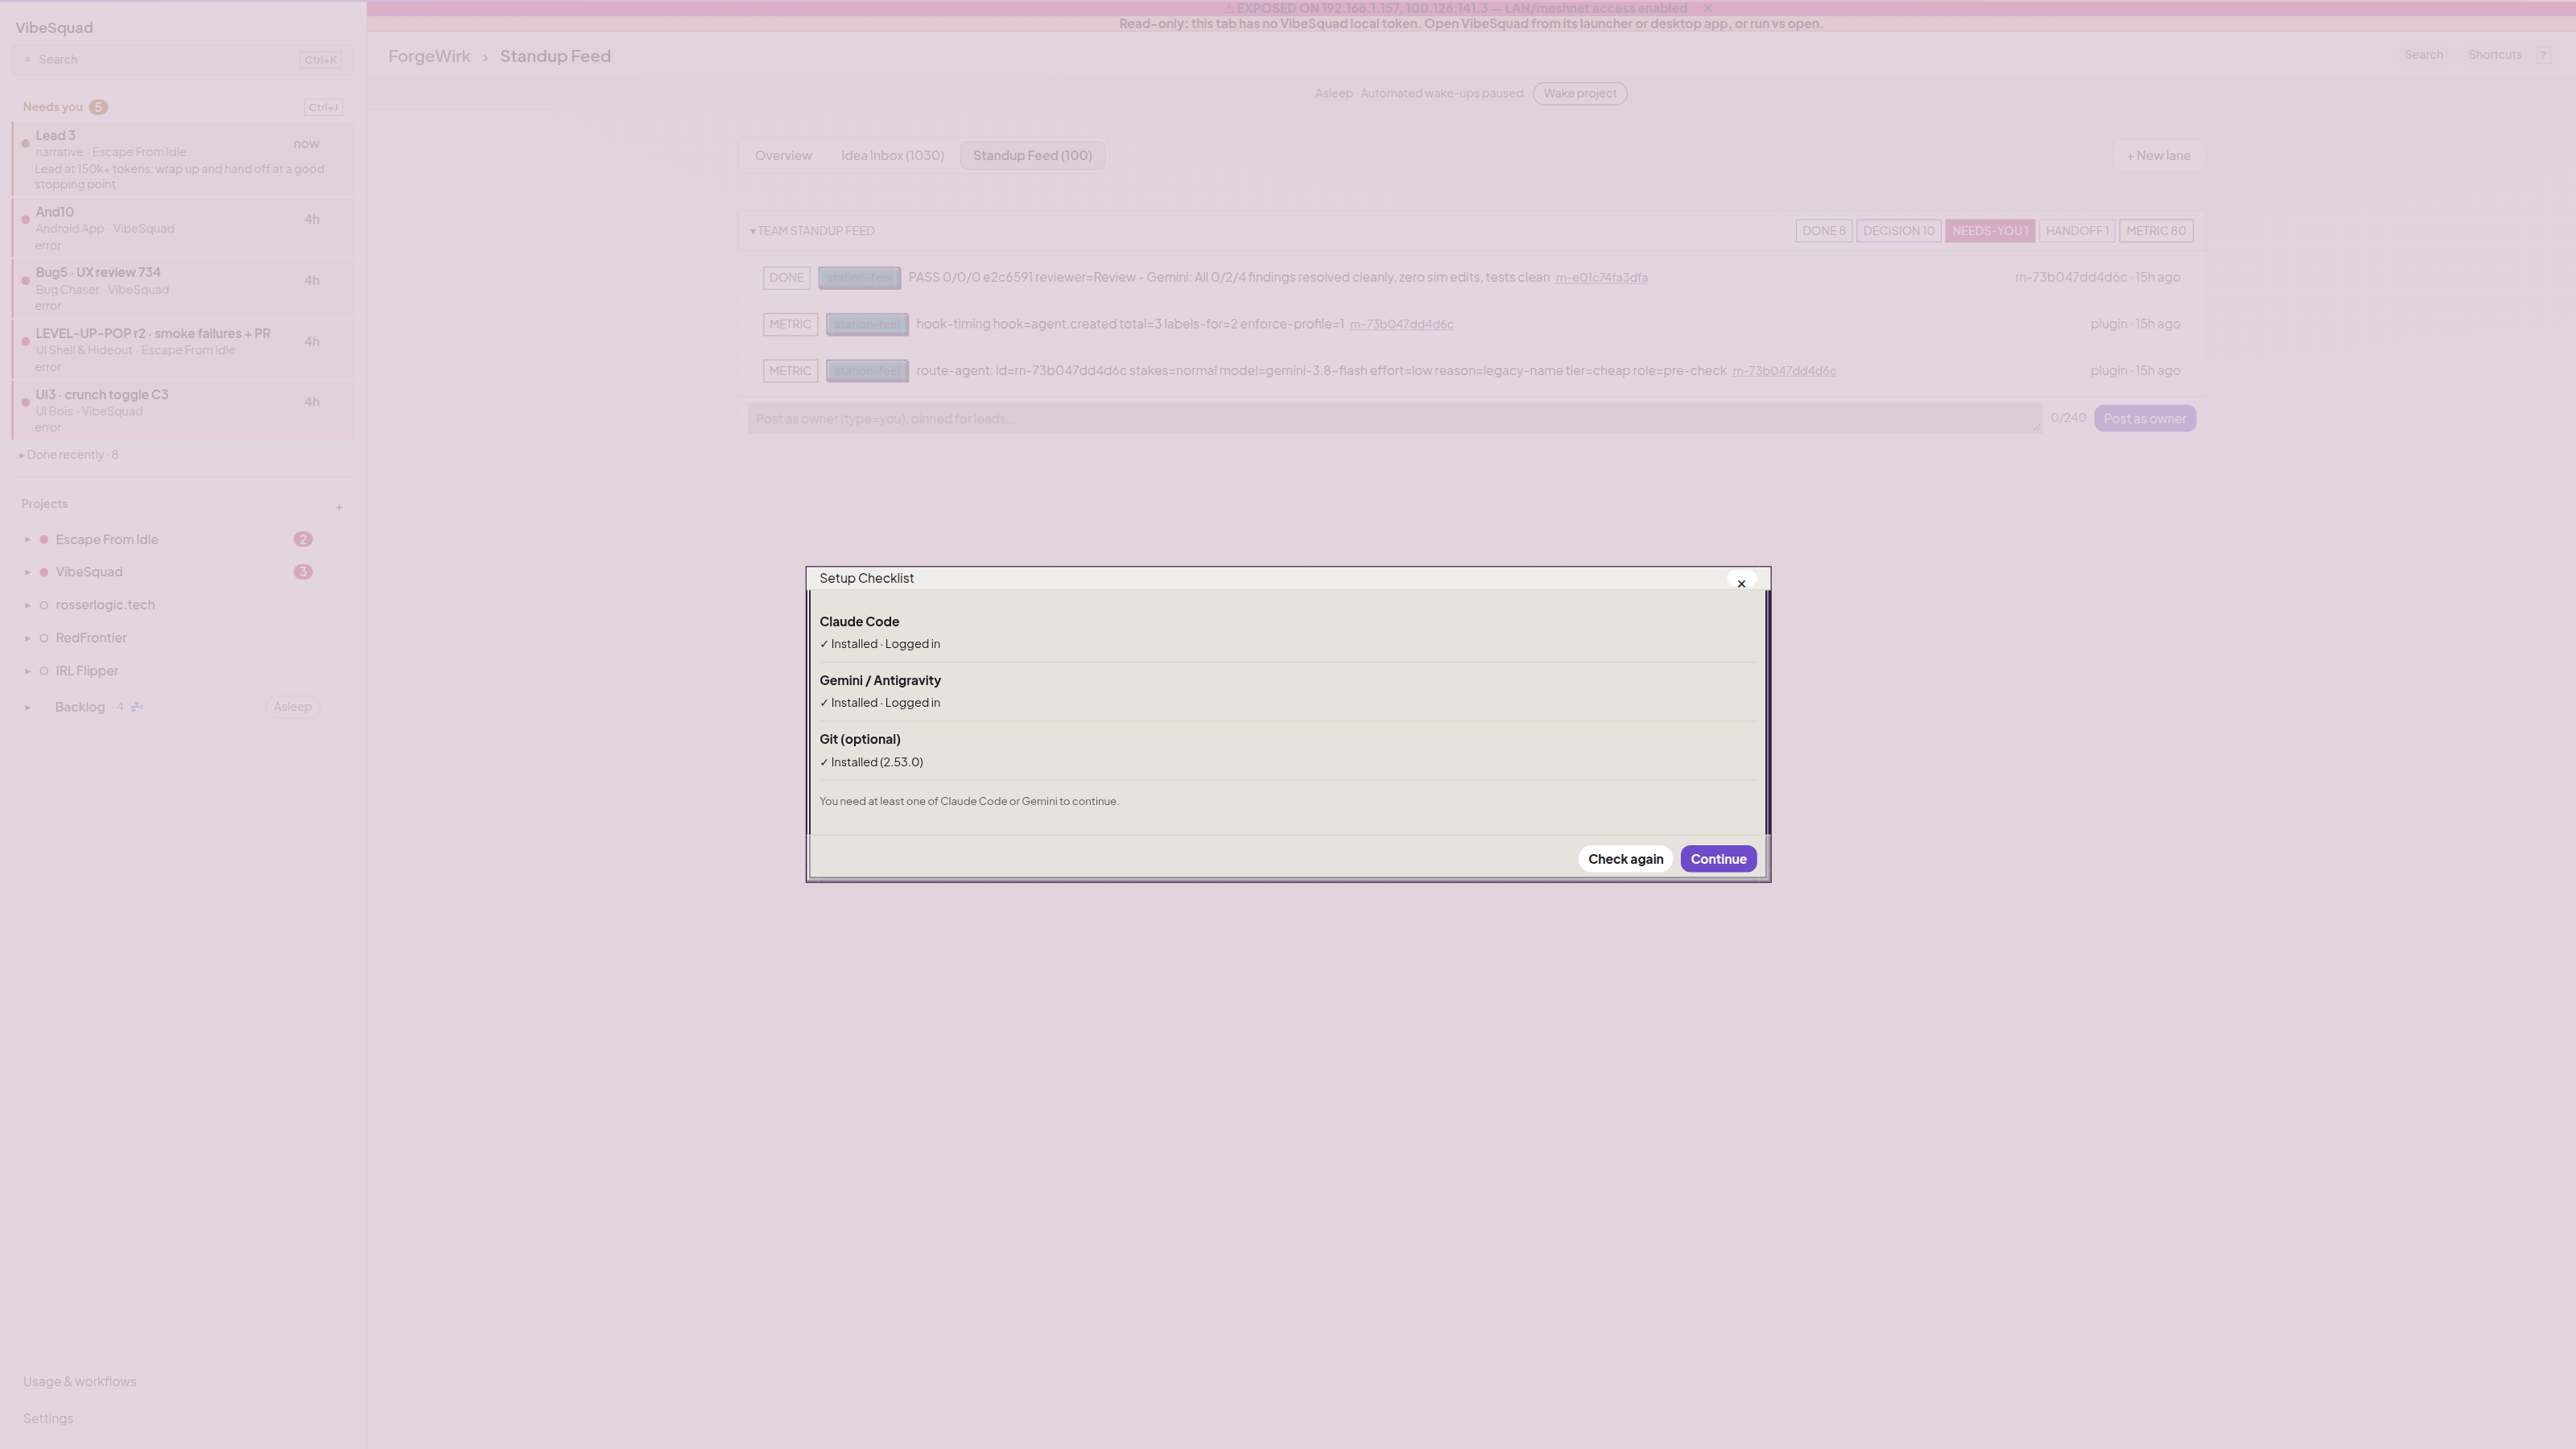 VibeSquad
Search Ctrl+K
Needs you 5 Ctrl+J
Lead 3 now
narrative · Escape From Idle
Lead at 150k+ tokens: wrap up and hand off at a good
stopping point
And10 4h
Android App · VibeSquad
error
Bug5 · UX review 734 4h
Bug Chaser · VibeSquad
error
LEVEL-UP-POP r2 · smoke failures + PR 4h
UI Shell & Hideout · Escape From Idle
error
UI3 · crunch toggle C3 4h
UI Bois · VibeSquad
error
▸ Done recently · 8
Projects +
▸ Escape From Idle 2
▸ VibeSquad 3
▸ rosserlogic.tech
▸ RedFrontier
▸ IRL Flipper
▸ Backlog · 4 💤 Asleep
Usage & workflows
Settings
⚠ EXPOSED ON 192.168.1.157, 100.126.141.3 — LAN/meshnet access enabled ✕
Read-only: this tab has no VibeSquad local token. Open VibeSquad from its launcher or desktop app, or run vs open.
ForgeWirk › Standup Feed Search Shortcuts ?
Asleep · Automated wake-ups paused Wake project
Overview Idea Inbox (1030) Standup Feed (100) + New lane
▾ TEAM STANDUP FEED DONE 8 DECISION 10 NEEDS-YOU 1 HANDOFF 1 METRIC 80
DONE station-feel PASS 0/0/0 e2c6591 reviewer=Review - Gemini: All 0/2/4 findings resolved cleanly, zero sim edits, tests clean rn-e01c74fa3dfa rn-73b047dd4d6c · 15h ago
METRIC station-feel hook-timing hook=agent.created total=3 labels-for=2 enforce-profile=1 rn-73b047dd4d6c plugin · 15h ago
METRIC station-feel route-agent: id=rn-73b047dd4d6c stakes=normal model=gemini-3.8-flash effort=low reason=legacy-name tier=cheap role=pre-check rn-73b047dd4d6c plugin · 15h ago
Post as owner (type=you), pinned for leads... 0/240 Post as owner
Setup Checklist ×
Claude Code
✓ Installed · Logged in
Gemini / Antigravity
✓ Installed · Logged in
Git (optional)
✓ Installed (2.53.0)
You need at least one of Claude Code or Gemini to continue.
Check again Continue